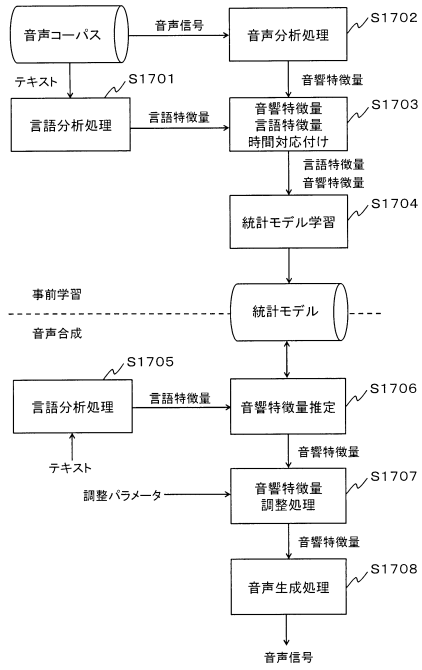 音声コーパス
音声信号
音声分析処理
S1702
テキスト
S1701
音響特徴量
言語分析処理
言語特徴量
音響特徴量
言語特徴量
時間対応付け
S1703
言語特徴量
音響特徴量
統計モデル学習
S1704
事前学習
統計モデル
音声合成
S1705
言語分析処理
言語特徴量
音響特徴量推定
S1706
テキスト
音響特徴量
調整パラメータ
音響特徴量
調整処理
S1707
音響特徴量
音声生成処理
S1708
音声信号